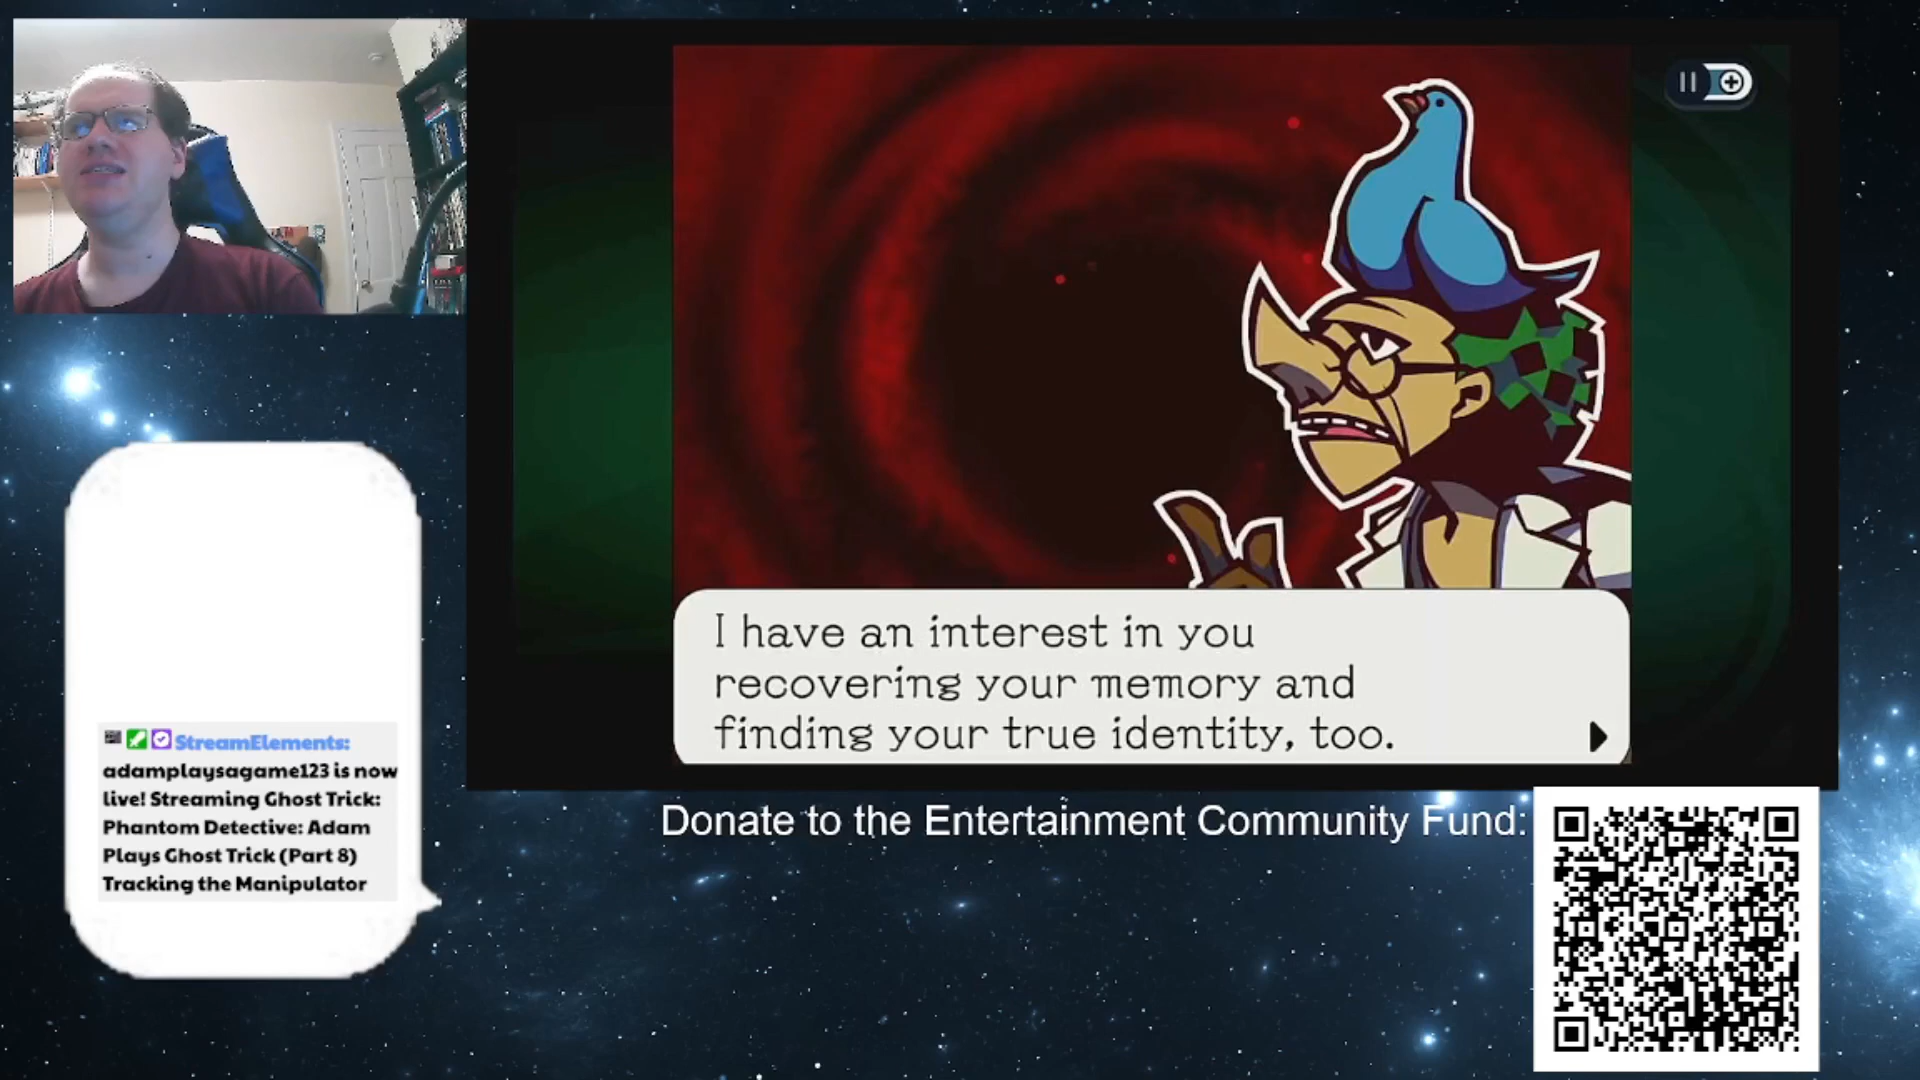 I have an interest in you
recovering your memory and
finding your true identity, too.
StreamElements:
adamplaysagame123 is now
live! Streaming Ghost Trick:
Phantom Detective: Adam
Plays Ghost Trick (Part 8)
Tracking the Manipulator
Donate to the Entertainment Community Fund: